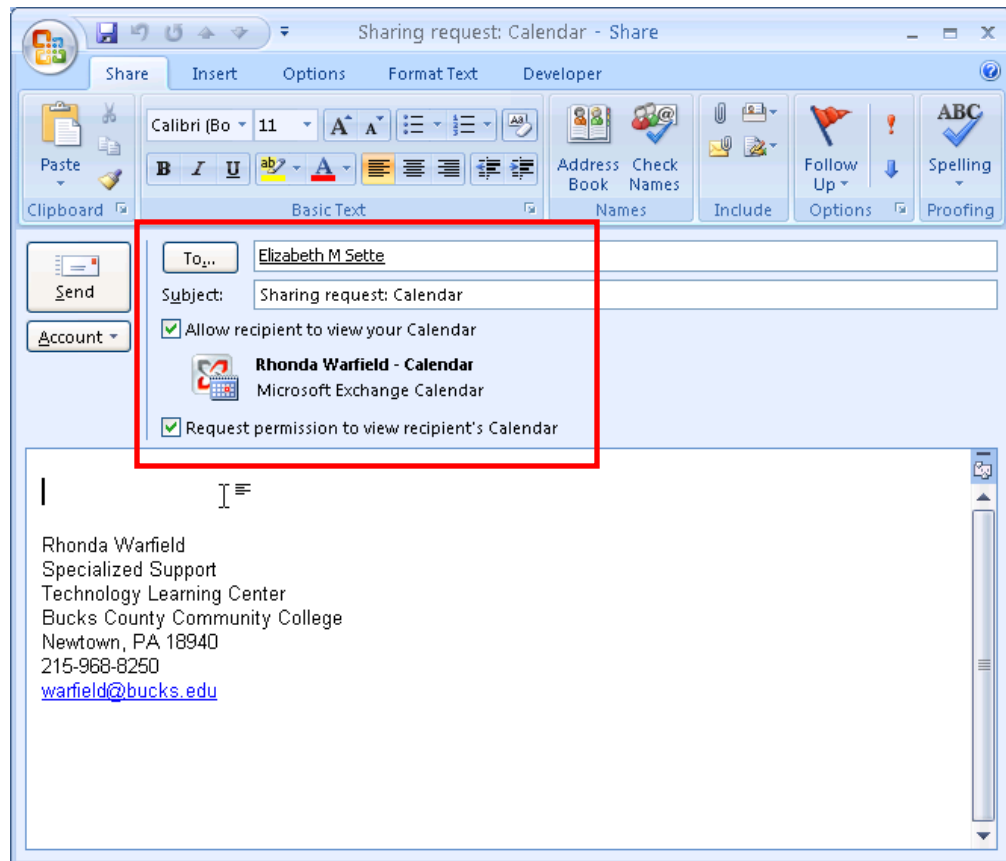 Sharing request: Calendar - Share
Share Insert Options Format Text Developer
Calibri (Bo 11 A A Aa
Paste B I U ab A Address Book Check Names Follow Up ABC Spelling
Clipboard Basic Text Names Include Options Proofing
To... Elizabeth M Sette
Send
Subject: Sharing request: Calendar
Account
Allow recipient to view your Calendar
Rhonda Warfield - Calendar
Microsoft Exchange Calendar
Request permission to view recipient's Calendar
Rhonda Warfield
Specialized Support
Technology Learning Center
Bucks County Community College
Newtown, PA 18940
215-968-8250
warfield@bucks.edu